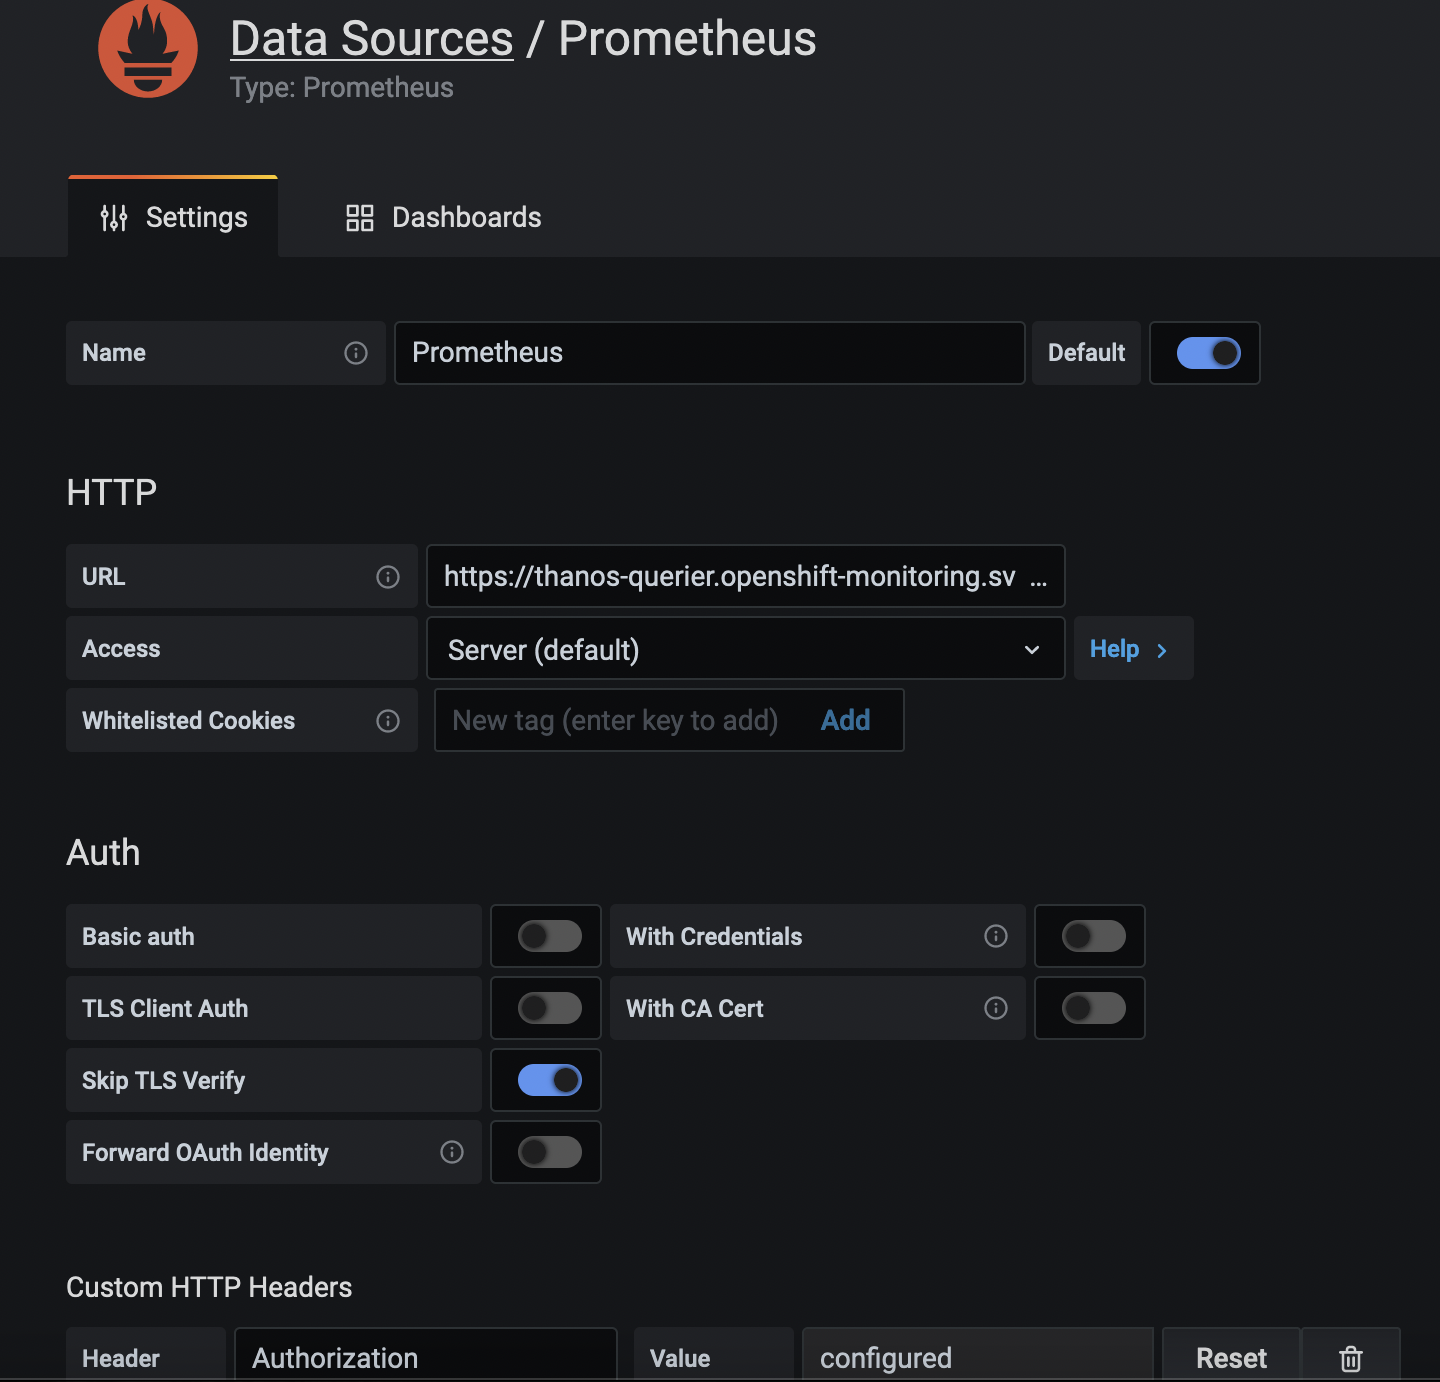 Data Sources / Prometheus
Type: Prometheus
Settings
Dashboards
Name
Prometheus
Default
HTTP
URL
https://thanos-querier.openshift-monitoring.sv ...
Access
Server (default)
Help
Whitelisted Cookies
New tag (enter key to add)
Add
Auth
Basic auth
With Credentials
TLS Client Auth
With CA Cert
Skip TLS Verify
Forward OAuth Identity
Custom HTTP Headers
Header
Authorization
Value
configured
Reset